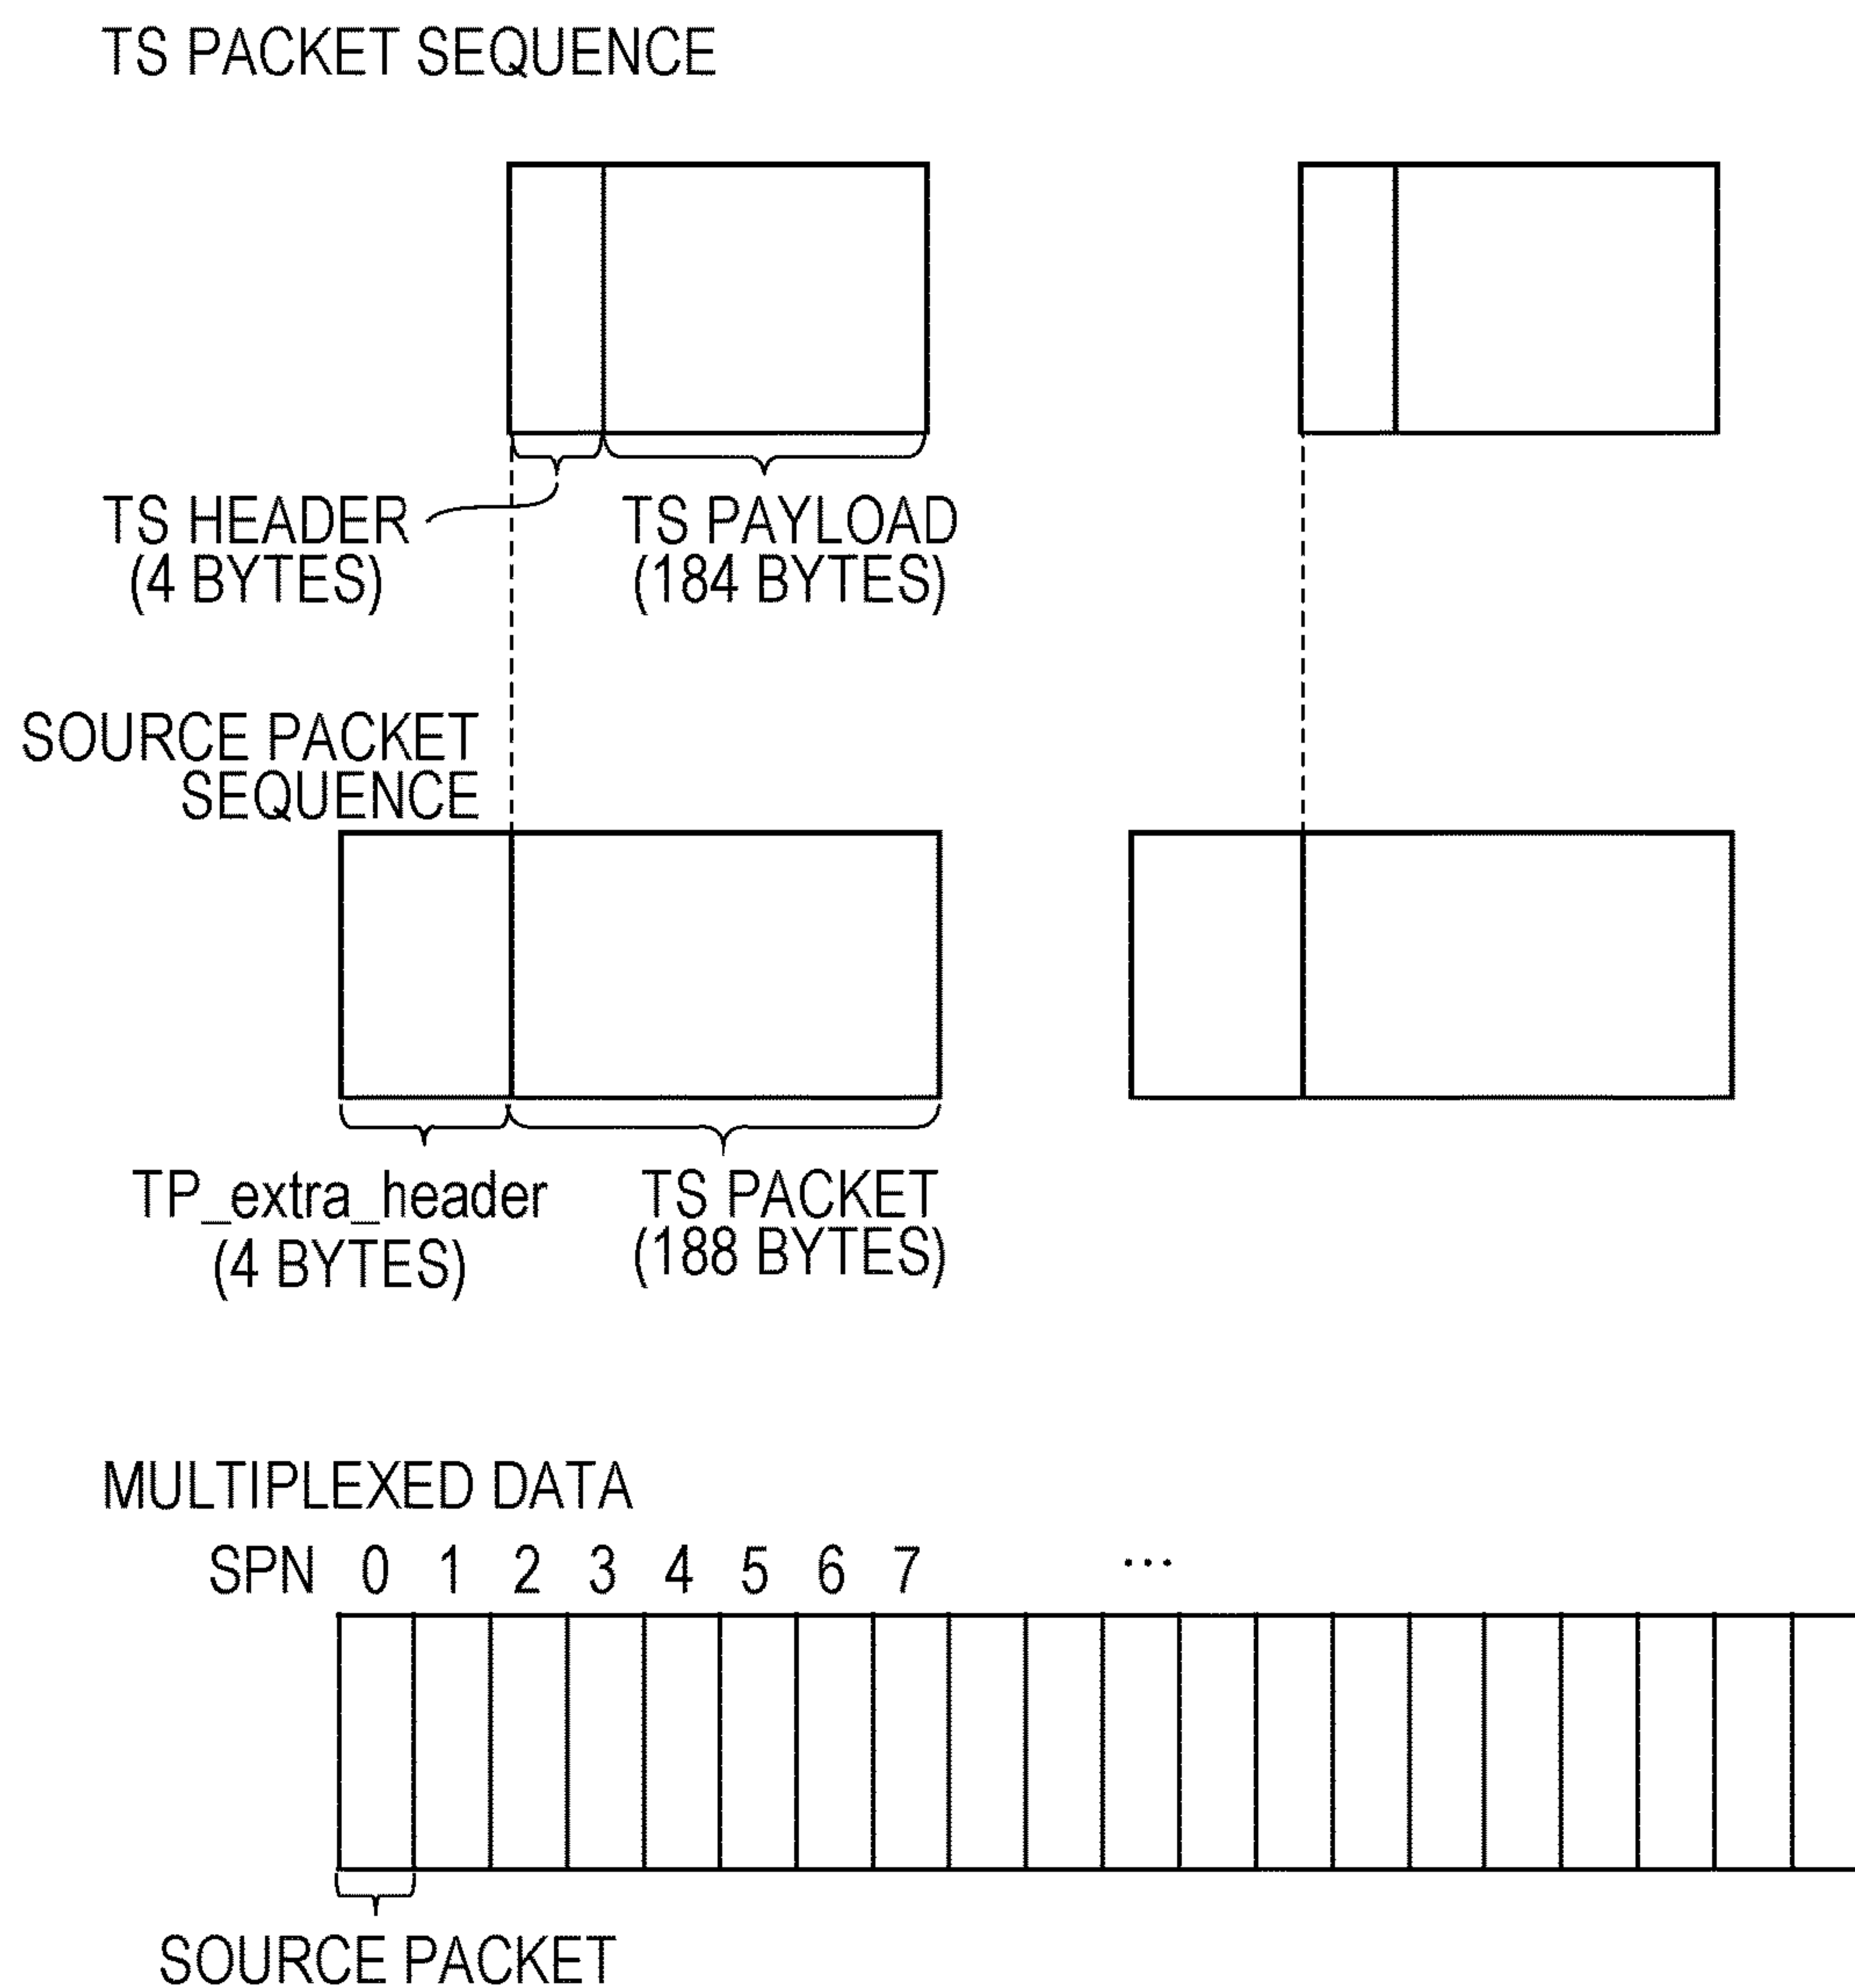 TS PACKET SEQUENCE
TS HEADER
(4 BYTES)
TS PAYLOAD
(184 BYTES)
SOURCE PACKET
SEQUENCE
TP_extra_header
(4 BYTES)
TS PACKET
(188 BYTES)
MULTIPLEXED DATA
SPN 0 1 2 3 4 5 6 7 ...
SOURCE PACKET